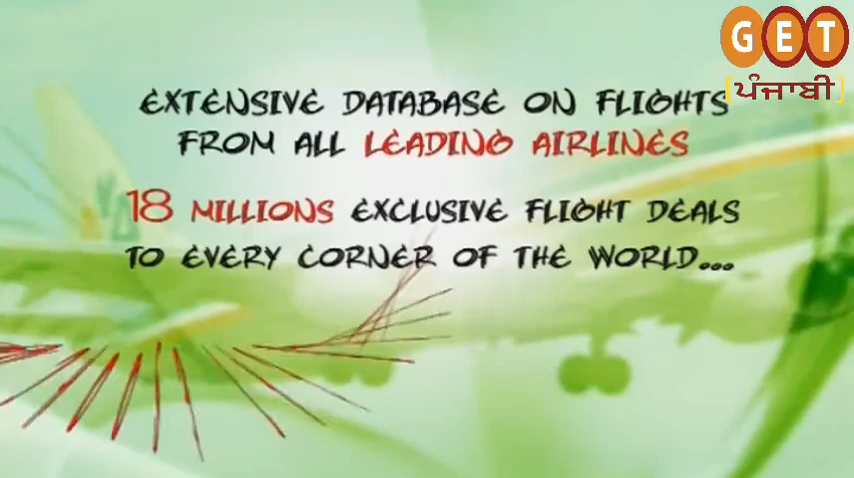 GET
ਪੰਜਾਬੀ
EXTENSIVE DATABASE ON FLIGHTS
FROM ALL LEADING AIRLINES
18 MILLIONS EXCLUSIVE FLIGHT DEALS
TO EVERY CORNER OF THE WORLD...